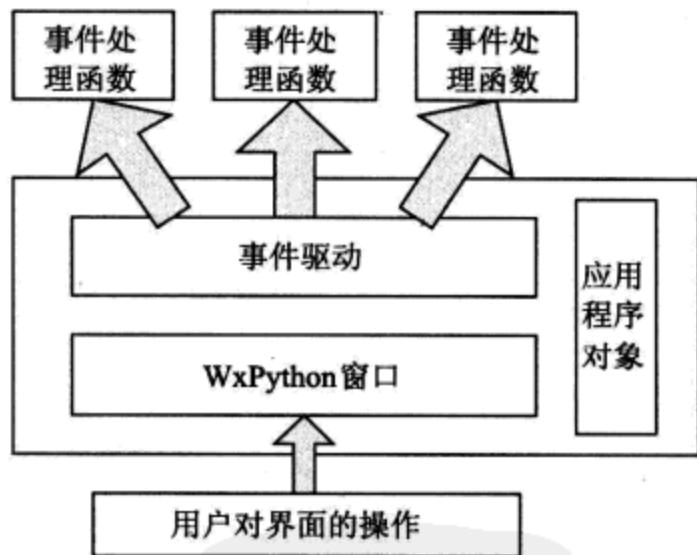 事件处
理函数
事件处
理函数
事件处
理函数
事件驱动
应用
程序
对象
WxPython窗口
用户对界面的操作